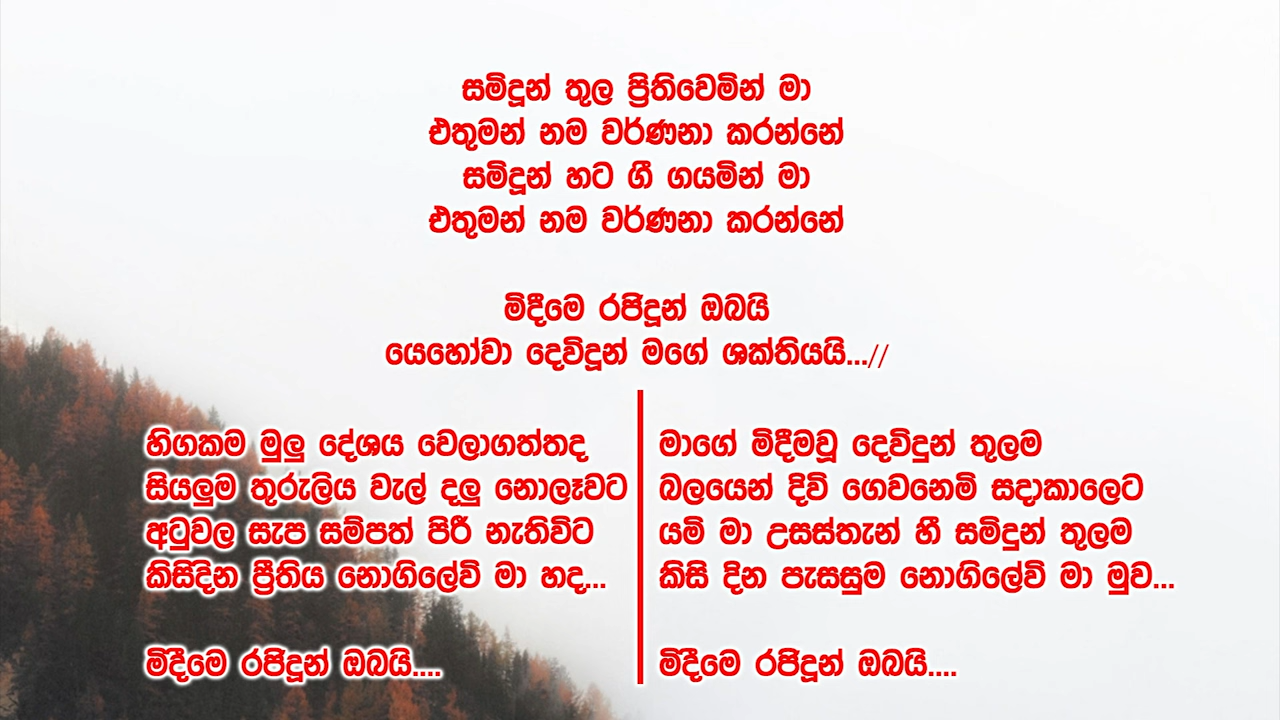 සමිඳූන් තුල ප්‍රිතිවෙමින් මා
එතුමන් නම වර්ණනා කරන්නේ
සමිඳූන් හට ගී ගයමින් මා
එතුමන් නම වර්ණනා කරන්නේ
මිදීමෙ රජිඳූන් ඔබයි
යෙහෝවා දෙවිඳූන් මගේ ශක්තියයි...//
හිගකම මුලු දේශය වෙලාගත්තද
සියලුම තුරුලිය වැල් දලු නොලෑවට
අටුවල සැප සම්පත් පිරී නැතිවිට
කිසිදින ප්‍රීතිය නොගිලේවි මා හද...
මිදීමෙ රජිඳූන් ඔබයි....
මාගේ මිදීමවූ දෙවිඳුන් තුලම
බලයෙන් දිවි ගෙවනෙමි සදාකාලෙට
යමි මා උසස්තැන් හී සමිඳුන් තුලම
කිසි දින පැසසුම නොගිලේවි මා මුව...
මිදීමෙ රජිඳූන් ඔබයි....